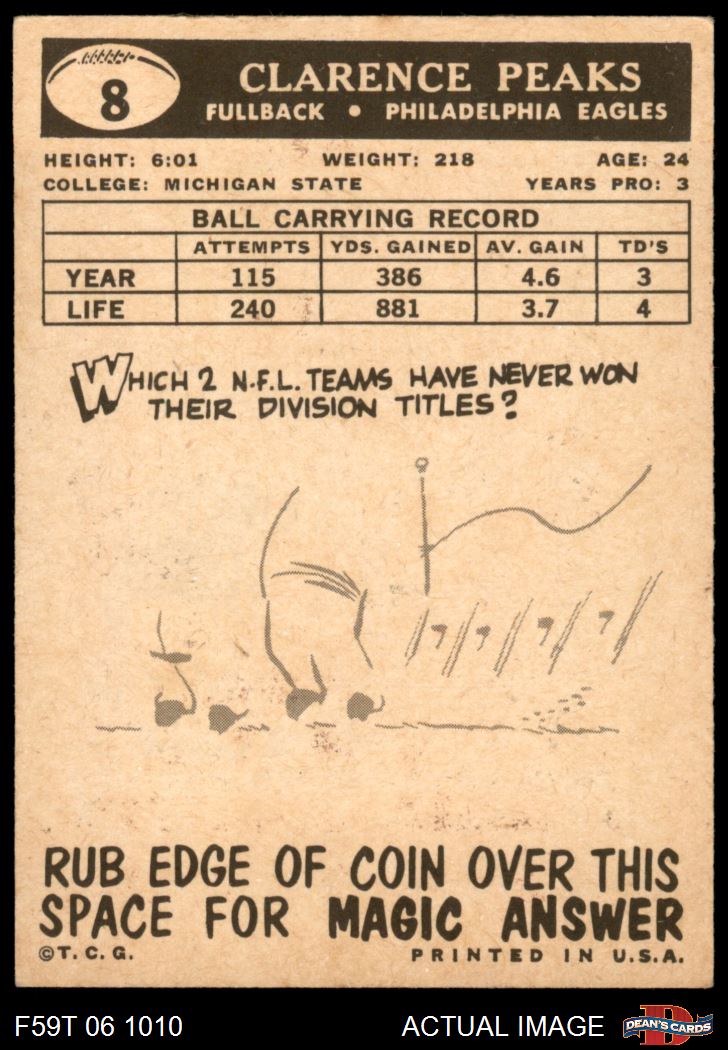 8
CLARENCE PEAKS
FULLBACK • PHILADELPHIA EAGLES
HEIGHT: 6:01 WEIGHT: 218 AGE: 24
COLLEGE: MICHIGAN STATE YEARS PRO: 3
BALL CARRYING RECORD
ATTEMPTS YDS. GAINED AV. GAIN TD'S
YEAR 115 386 4.6 3
LIFE 240 881 3.7 4
WHICH 2 N.F.L. TEAMS HAVE NEVER WON
THEIR DIVISION TITLES?
RUB EDGE OF COIN OVER THIS
SPACE FOR MAGIC ANSWER
©T. C. G. PRINTED IN U.S.A.
F59T 06 1010 ACTUAL IMAGE D DEAN'S CARDS